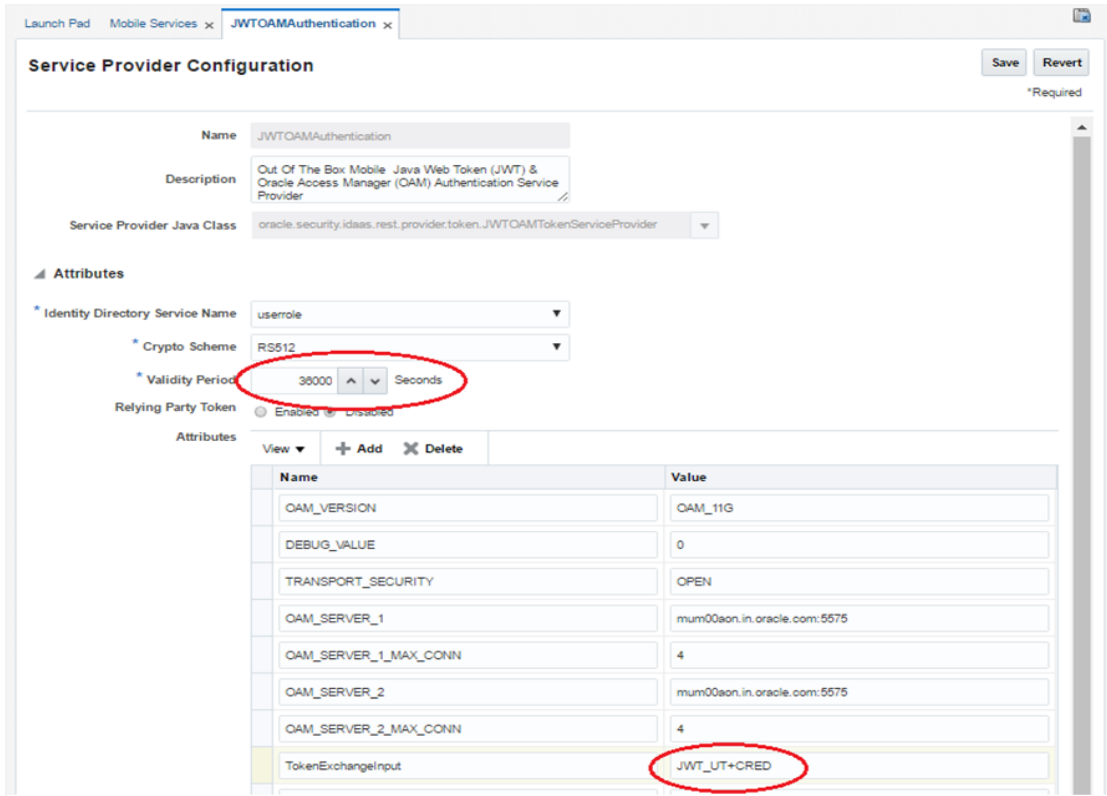 Launch Pad Mobile Services × JWTOAMAuthentication ×
Service Provider Configuration
Save Revert
*Required
Name JWTOAMAuthentication
Description Out Of The Box Mobile Java Web Token (JWT) &
Oracle Access Manager (OAM) Authentication Service
Provider
Service Provider Java Class oracle.security.idaas.rest.provider.token.JWTOAMTokenServiceProvider
Attributes
* Identity Directory Service Name userrole
* Crypto Scheme RS512
* Validity Period 36000 Seconds
Relying Party Token Enabled Disabled
Attributes
View Add Delete
Name Value
OAM_VERSION OAM_11G
DEBUG_VALUE 0
TRANSPORT_SECURITY OPEN
OAM_SERVER_1 mum00aon.in.oracle.com:5575
OAM_SERVER_1_MAX_CONN 4
OAM_SERVER_2 mum00aon.in.oracle.com:5575
OAM_SERVER_2_MAX_CONN 4
TokenExchangeInput JWT_UT+CRED